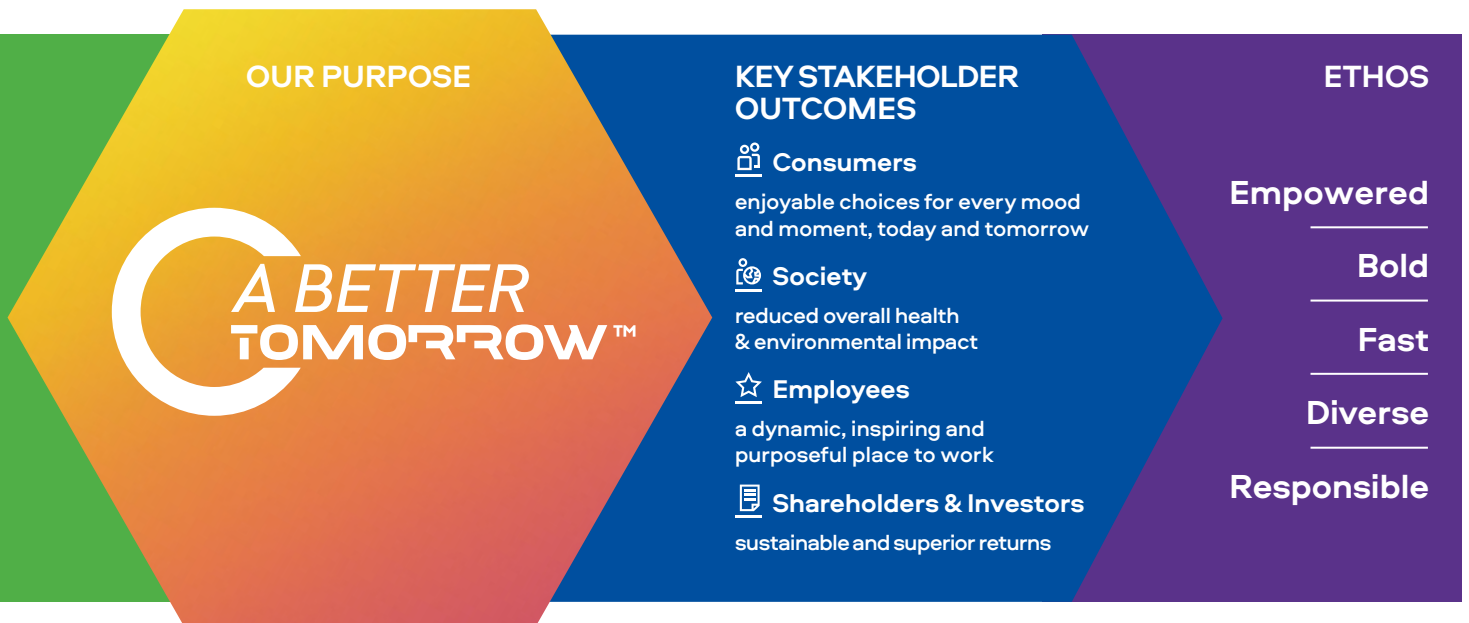 OUR PURPOSE
A BETTER
TOMORROW™
KEY STAKEHOLDER
OUTCOMES
Consumers
enjoyable choices for every mood
and moment, today and tomorrow
Society
reduced overall health
& environmental impact
Employees
a dynamic, inspiring and
purposeful place to work
Shareholders & Investors
sustainable and superior returns
ETHOS
Empowered
Bold
Fast
Diverse
Responsible